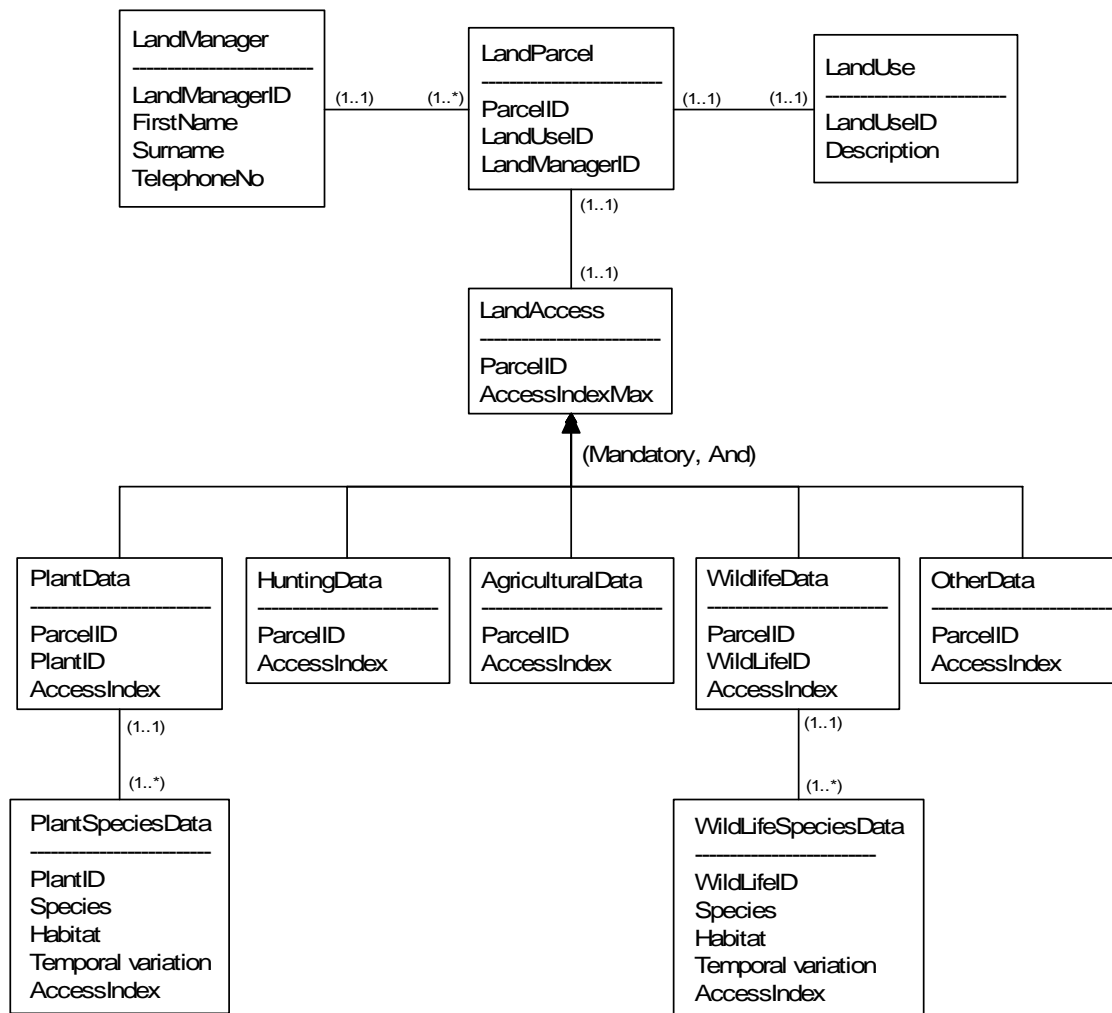 LandManager
--------------------------
LandManagerID
FirstName
Surname
TelephoneNo
(1..1)
(1..*)
LandParcel
--------------------------
ParcelID
LandUseID
LandManagerID
(1..1)
(1..1)
LandUse
--------------------------
LandUseID
Description
(1..1)
(1..1)
LandAccess
--------------------------
ParcelID
AccessIndexMax
(Mandatory, And)
PlantData
--------------------------
ParcelID
PlantID
AccessIndex
HuntingData
--------------------------
ParcelID
AccessIndex
AgriculturalData
--------------------------
ParcelID
AccessIndex
WildlifeData
--------------------------
ParcelID
WildLifeID
AccessIndex
OtherData
--------------------------
ParcelID
AccessIndex
(1..1)
(1..*)
PlantSpeciesData
--------------------------
PlantID
Species
Habitat
Temporal variation
AccessIndex
(1..1)
(1..*)
WildLifeSpeciesData
--------------------------
WildLifeID
Species
Habitat
Temporal variation
AccessIndex